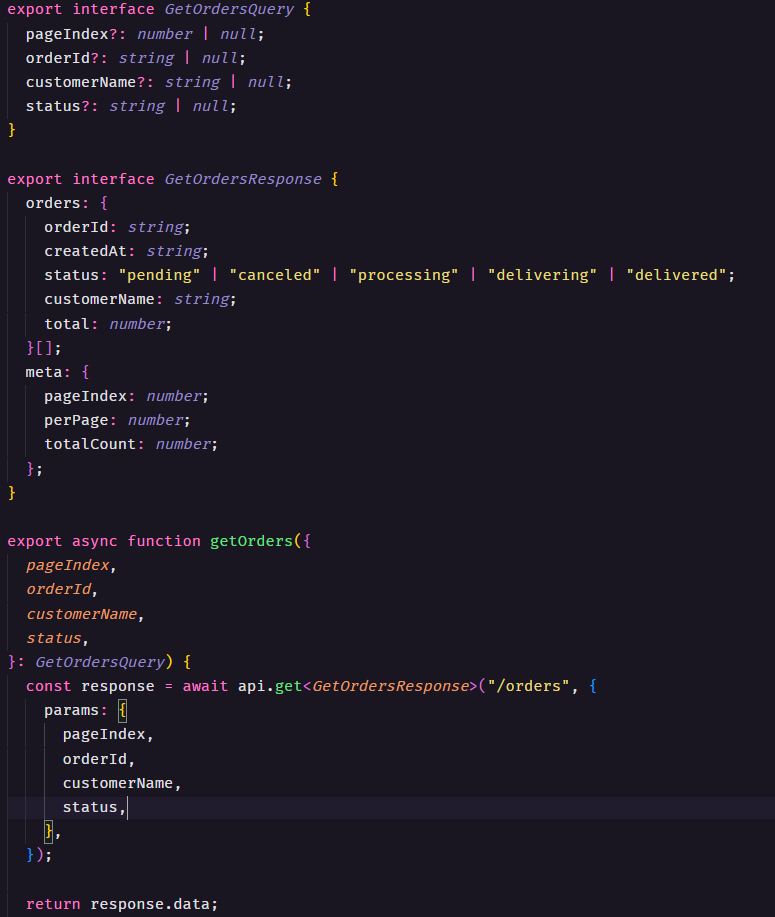 export interface GetOrdersQuery {
  pageIndex?: number | null;
  orderId?: string | null;
  customerName?: string | null;
  status?: string | null;
}

export interface GetOrdersResponse {
  orders: {
    orderId: string;
    createdAt: string;
    status: "pending" | "canceled" | "processing" | "delivering" | "delivered";
    customerName: string;
    total: number;
  }[];
  meta: {
    pageIndex: number;
    perPage: number;
    totalCount: number;
  };
}

export async function getOrders({
  pageIndex,
  orderId,
  customerName,
  status,
}: GetOrdersQuery) {
  const response = await api.get<GetOrdersResponse>("/orders", {
    params: {
      pageIndex,
      orderId,
      customerName,
      status,
    },
  });

  return response.data;